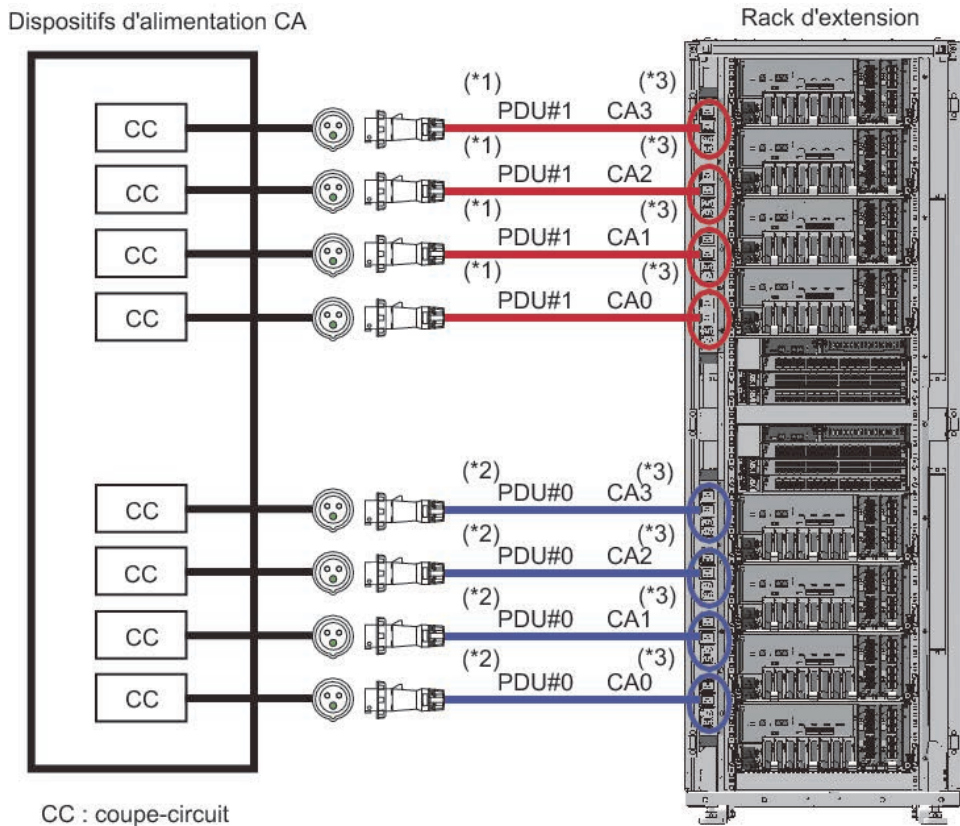 Dispositifs d'alimentation CA
Rack d'extension
(*1) (*3)
CC PDU#1 CA3
(*1) (*3)
CC PDU#1 CA2
(*1) (*3)
CC PDU#1 CA1
(*1) (*3)
CC PDU#1 CA0
(*2) (*3)
CC PDU#0 CA3
(*2) (*3)
CC PDU#0 CA2
(*2) (*3)
CC PDU#0 CA1
(*2) (*3)
CC PDU#0 CA0
CC : coupe-circuit